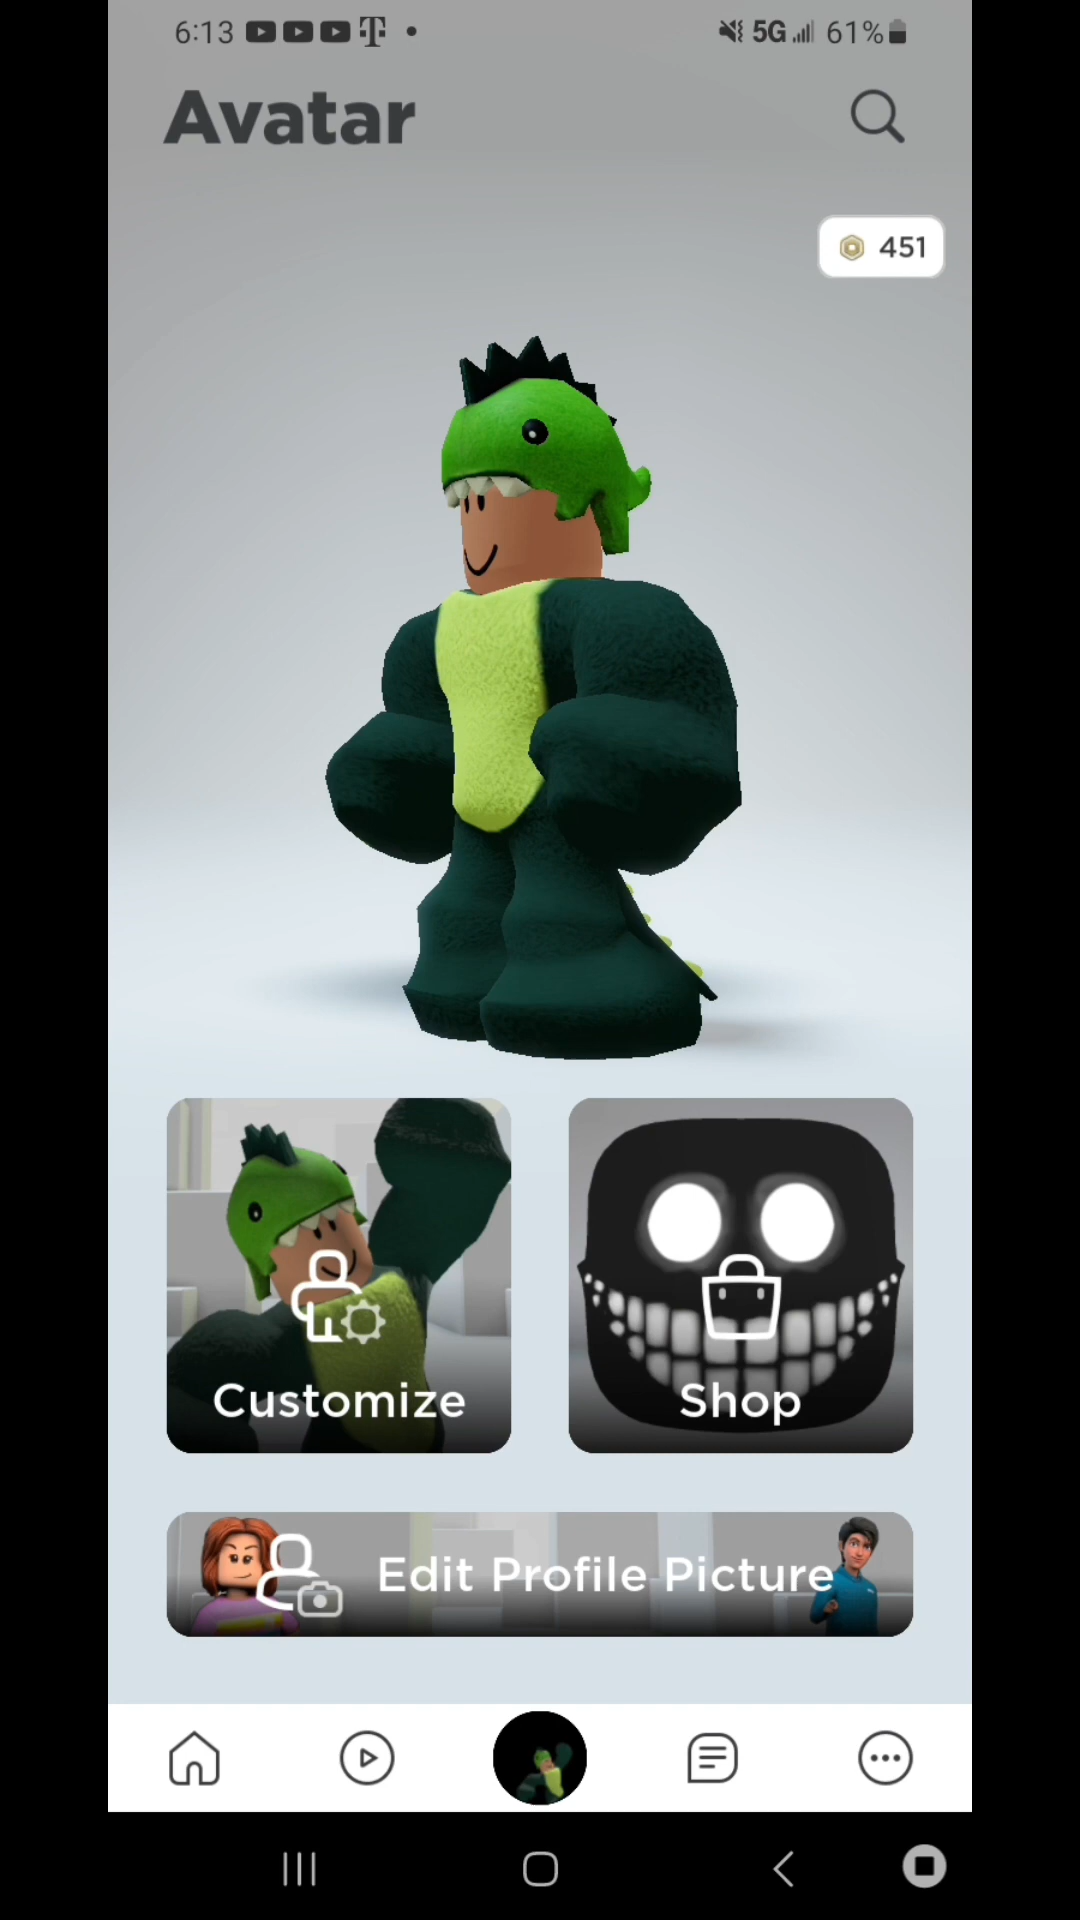 6:13
5G 61%
Avatar
451
Customize
Shop
Edit Profile Picture